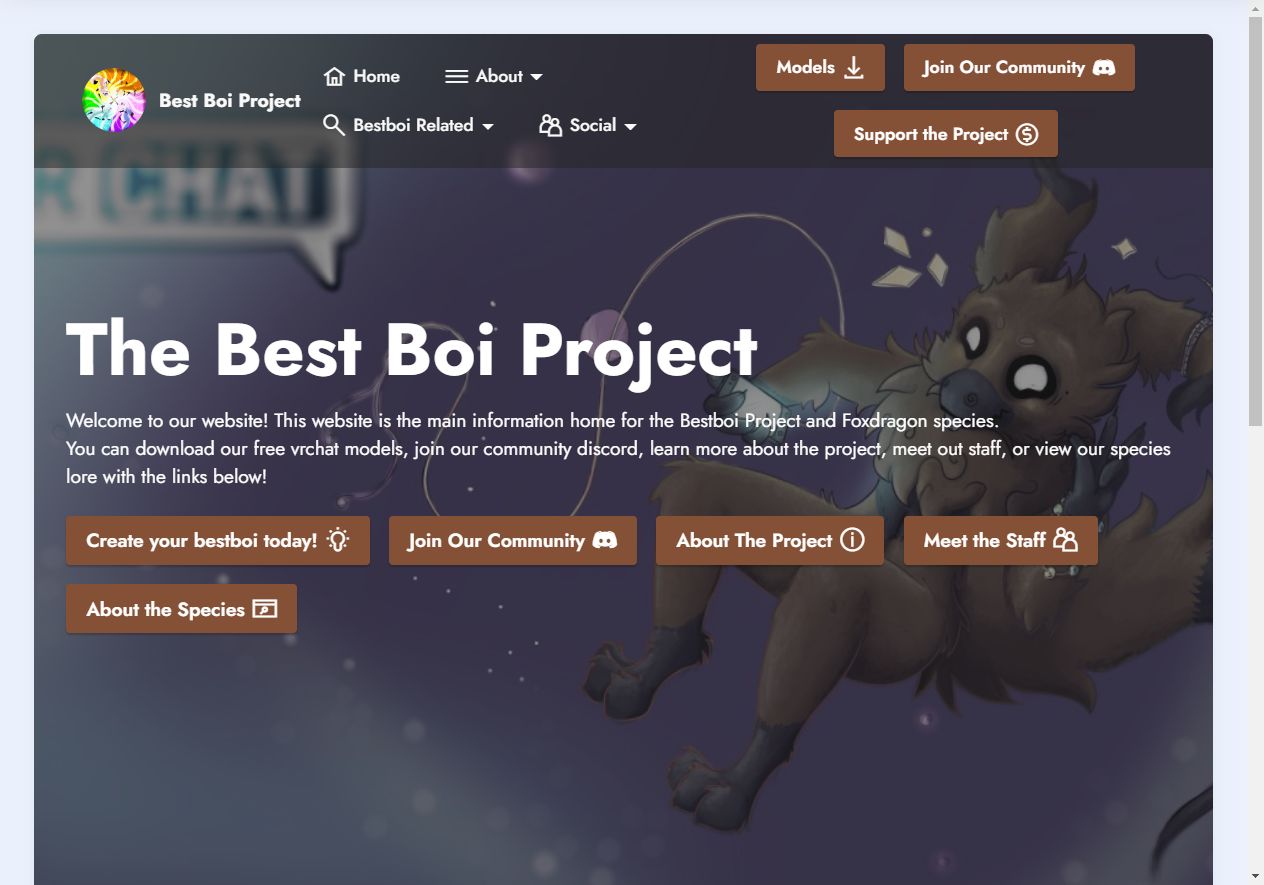 Best Boi Project
Home
About
Bestboi Related
Social
Models
Join Our Community
Support the Project
R CHAT
The Best Boi Project
Welcome to our website! This website is the main information home for the Bestboi Project and Foxdragon species.
You can download our free vrchat models, join our community discord, learn more about the project, meet out staff, or view our species
lore with the links below!
Create your bestboi today!
Join Our Community
About The Project
Meet the Staff
About the Species